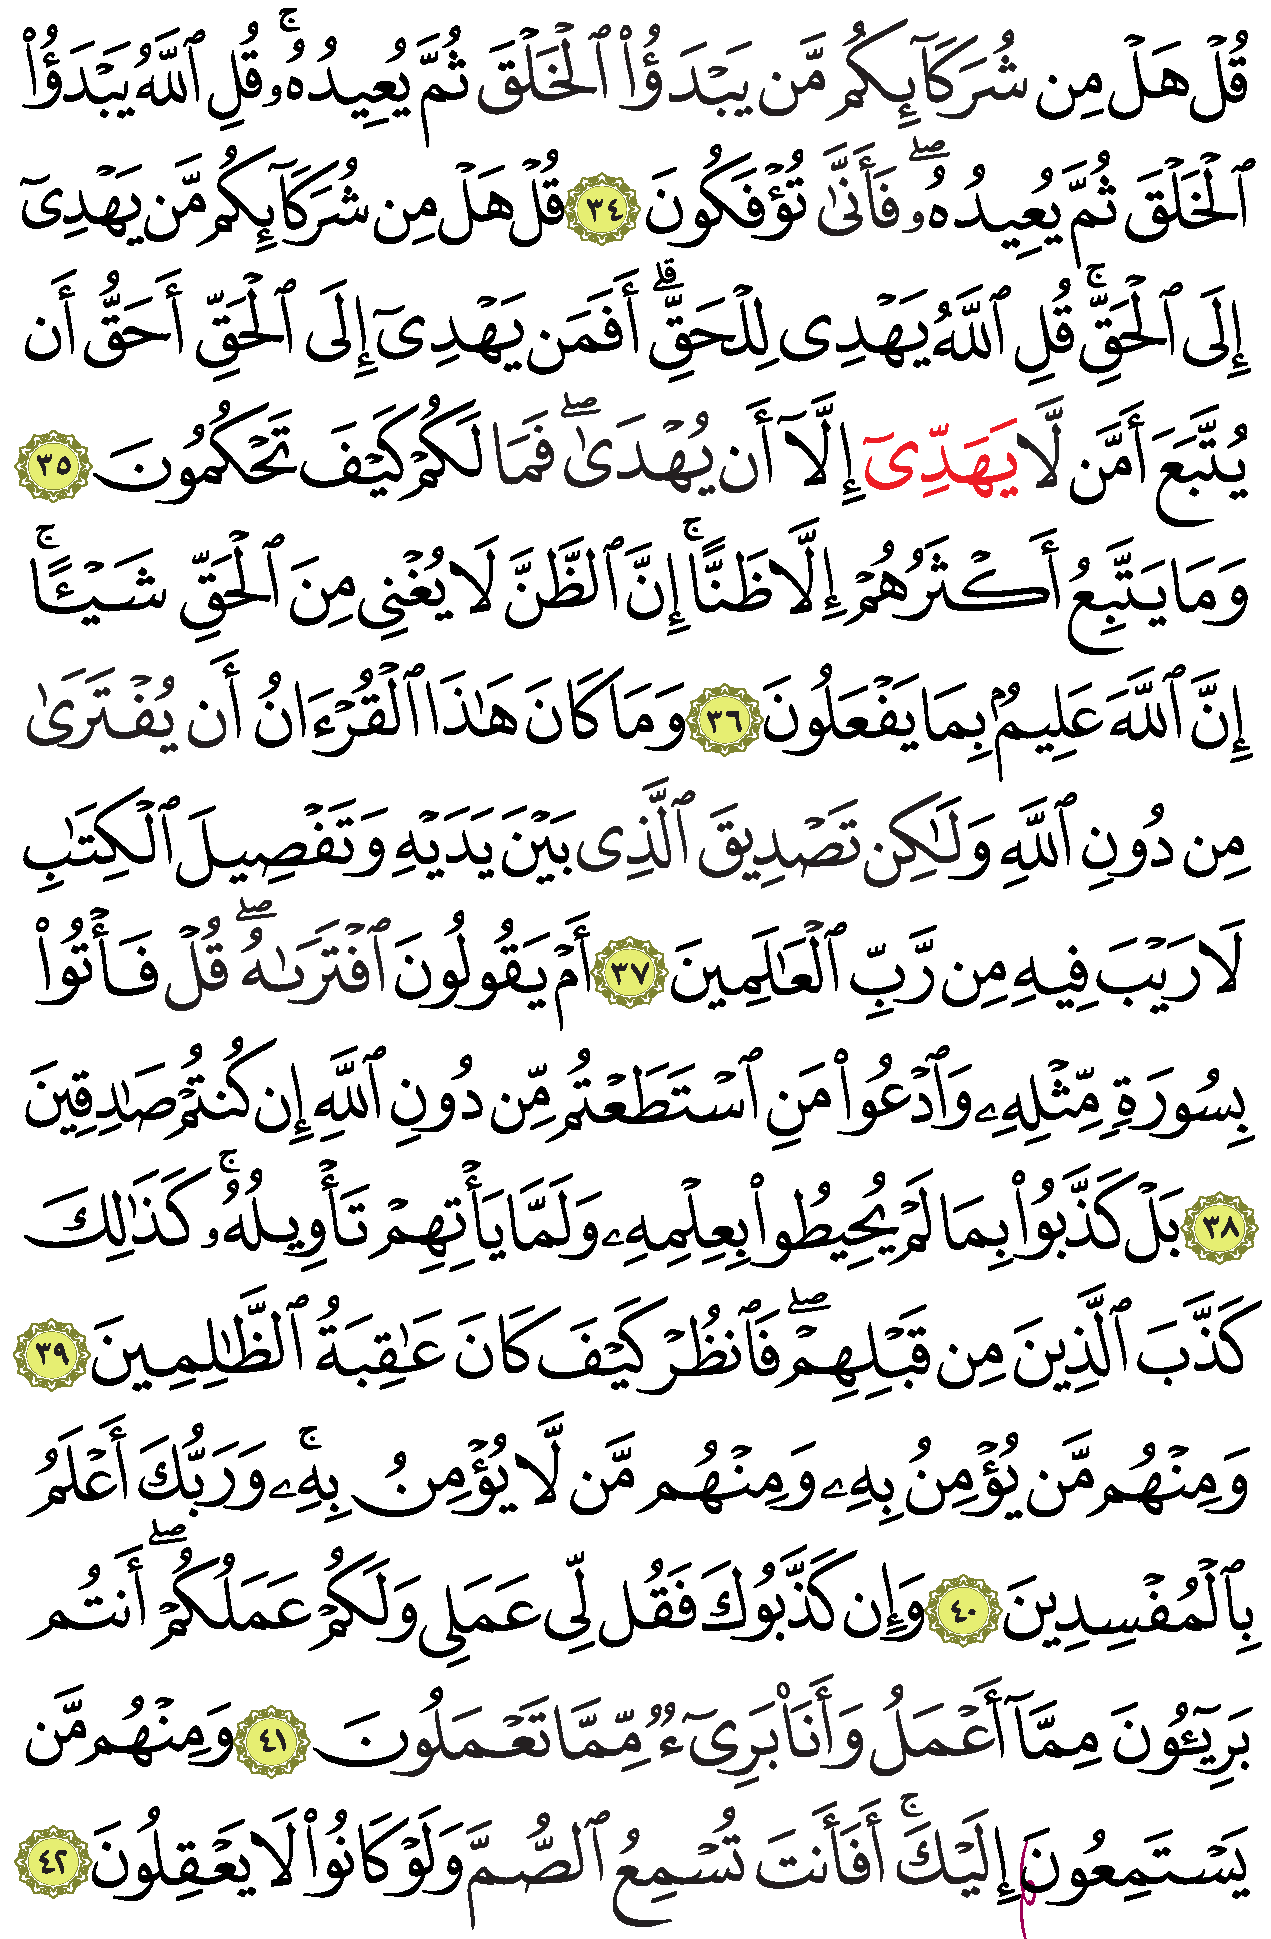 قُلۡ هَلۡ مِن شُرَكَآئِكُم مَّن يَبۡدَؤُاْ ٱلۡخَلۡقَ ثُمَّ يُعِيدُهُۥۚ قُلِ ٱللَّهُ يَبۡدَؤُاْ
ٱلۡخَلۡقَ ثُمَّ يُعِيدُهُۥۖ فَأَنَّىٰ تُؤۡفَكُونَ ٣٤ قُلۡ هَلۡ مِن شُرَكَآئِكُم مَّن يَهۡدِيٓ
إِلَى ٱلۡحَقِّۚ قُلِ ٱللَّهُ يَهۡدِي لِلۡحَقِّۗ أَفَمَن يَهۡدِيٓ إِلَى ٱلۡحَقِّ أَحَقُّ أَن
يُتَّبَعَ أَمَّن لَّا يَهَدِّيٓ إِلَّآ أَن يُهۡدَىٰۖ فَمَا لَكُمۡ كَيۡفَ تَحۡكُمُونَ ٣٥
وَمَا يَتَّبِعُ أَكۡثَرُهُمۡ إِلَّا ظَنًّاۚ إِنَّ ٱلظَّنَّ لَا يُغۡنِي مِنَ ٱلۡحَقِّ شَيۡـًٔاۚ
إِنَّ ٱللَّهَ عَلِيمُۢ بِمَا يَفۡعَلُونَ ٣٦ وَمَا كَانَ هَٰذَا ٱلۡقُرۡءَانُ أَن يُفۡتَرَىٰ
مِن دُونِ ٱللَّهِ وَلَٰكِن تَصۡدِيقَ ٱلَّذِي بَيۡنَ يَدَيۡهِ وَتَفۡصِيلَ ٱلۡكِتَٰبِ
لَا رَيۡبَ فِيهِ مِن رَّبِّ ٱلۡعَٰلَمِينَ ٣٧ أَمۡ يَقُولُونَ ٱفۡتَرَىٰهُۖ قُلۡ فَأۡتُواْ
بِسُورَةٖ مِّثۡلِهِۦ وَٱدۡعُواْ مَنِ ٱسۡتَطَعۡتُم مِّن دُونِ ٱللَّهِ إِن كُنتُمۡ صَٰدِقِينَ
٣٨ بَلۡ كَذَّبُواْ بِمَا لَمۡ يُحِيطُواْ بِعِلۡمِهِۦ وَلَمَّا يَأۡتِهِمۡ تَأۡوِيلُهُۥۚ كَذَٰلِكَ
كَذَّبَ ٱلَّذِينَ مِن قَبۡلِهِمۡۖ فَٱنظُرۡ كَيۡفَ كَانَ عَٰقِبَةُ ٱلظَّٰلِمِينَ ٣٩
وَمِنۡهُم مَّن يُؤۡمِنُ بِهِۦ وَمِنۡهُم مَّن لَّا يُؤۡمِنُ بِهِۦۚ وَرَبُّكَ أَعۡلَمُ
بِٱلۡمُفۡسِدِينَ ٤٠ وَإِن كَذَّبُوكَ فَقُل لِّي عَمَلِي وَلَكُمۡ عَمَلُكُمۡۖ أَنتُم
بَرِيٓـُٔونَ مِمَّآ أَعۡمَلُ وَأَنَا۠ بَرِيٓءٞ مِّمَّا تَعۡمَلُونَ ٤١ وَمِنۡهُم مَّن
يَسۡتَمِعُونَ إِلَيۡكَۚ أَفَأَنتَ تُسۡمِعُ ٱلصُّمَّ وَلَوۡ كَانُواْ لَا يَعۡقِلُونَ ٤٢